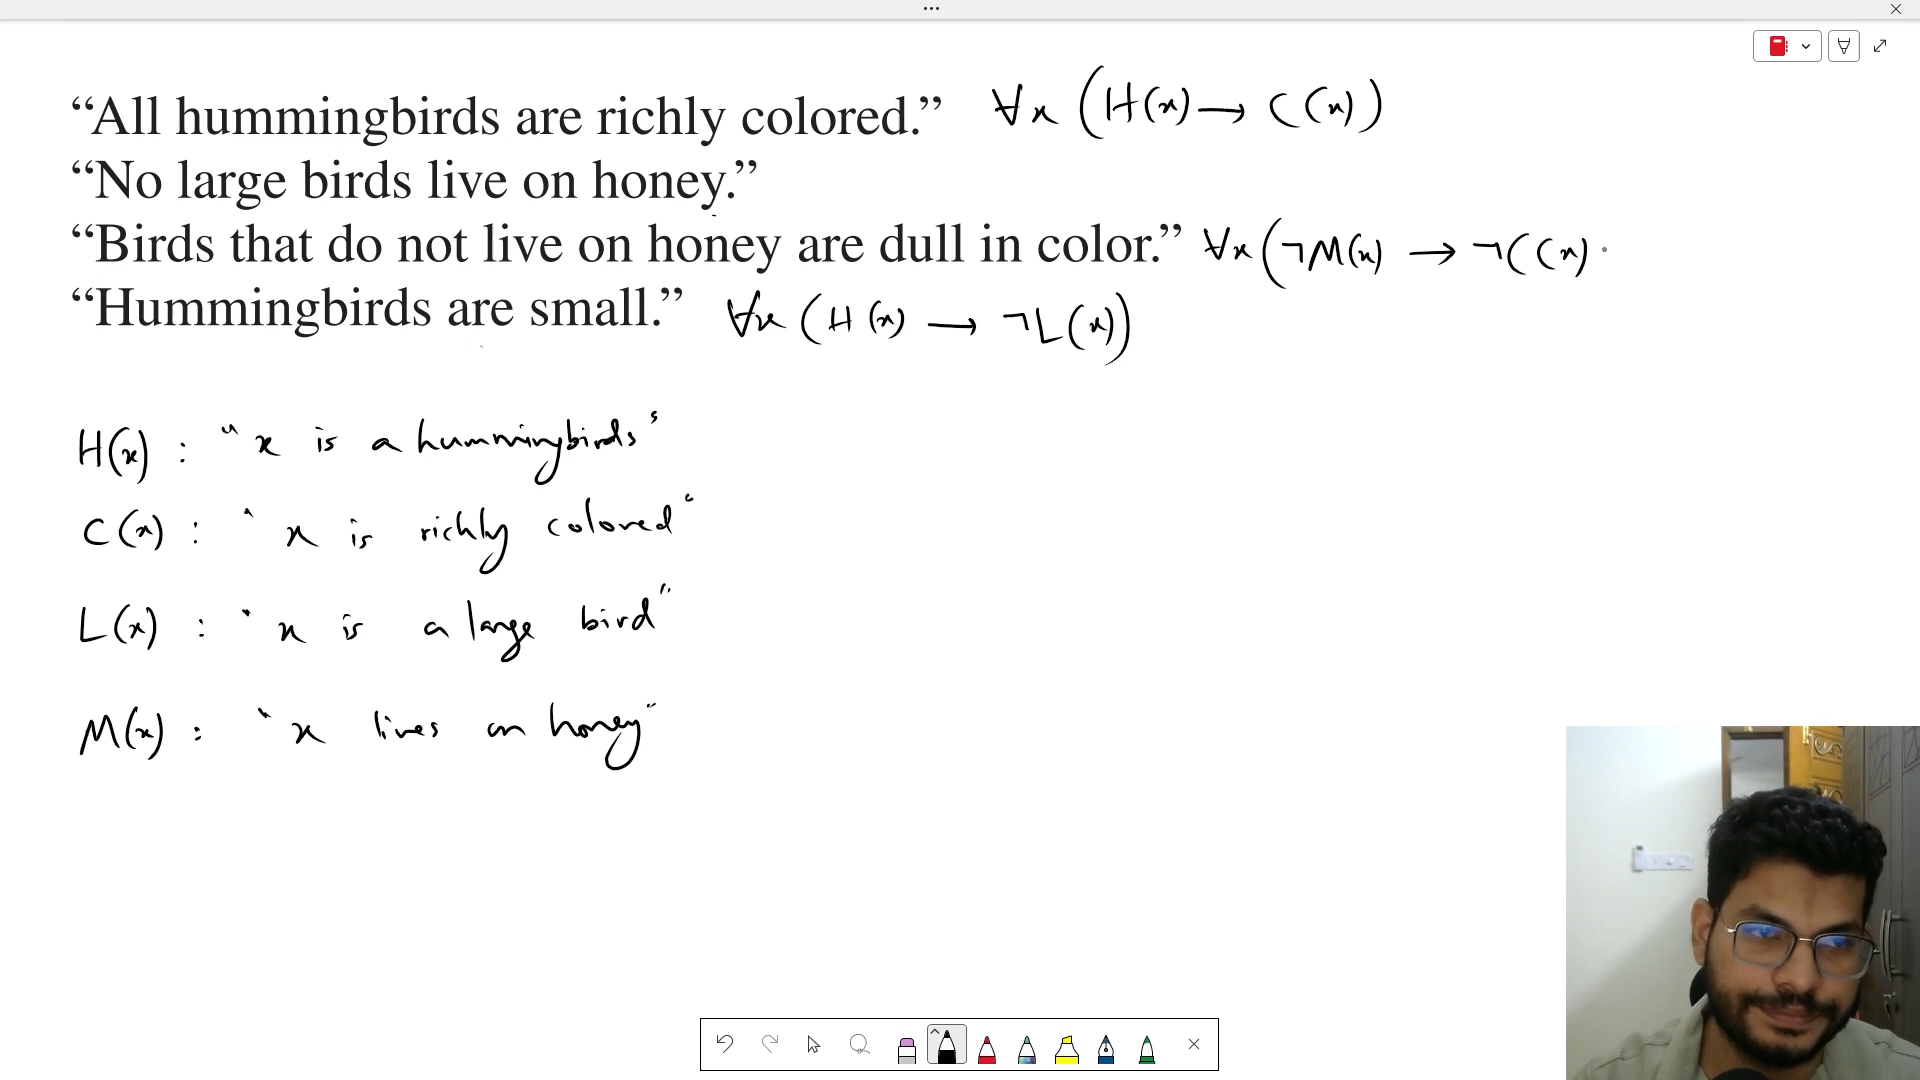 “All hummingbirds are richly colored.” ∀x (H(x) → C(x))
“No large birds live on honey.”
“Birds that do not live on honey are dull in color.” ∀x (¬M(x) → ¬C(x)
“Hummingbirds are small.” ∀x (H(x) → ¬L(x))
H(x) : “x is a hummingbirds”
C(x) : “x is richly colored“
L(x) : “x is a large bird”
M(x) : “x lives on honey”